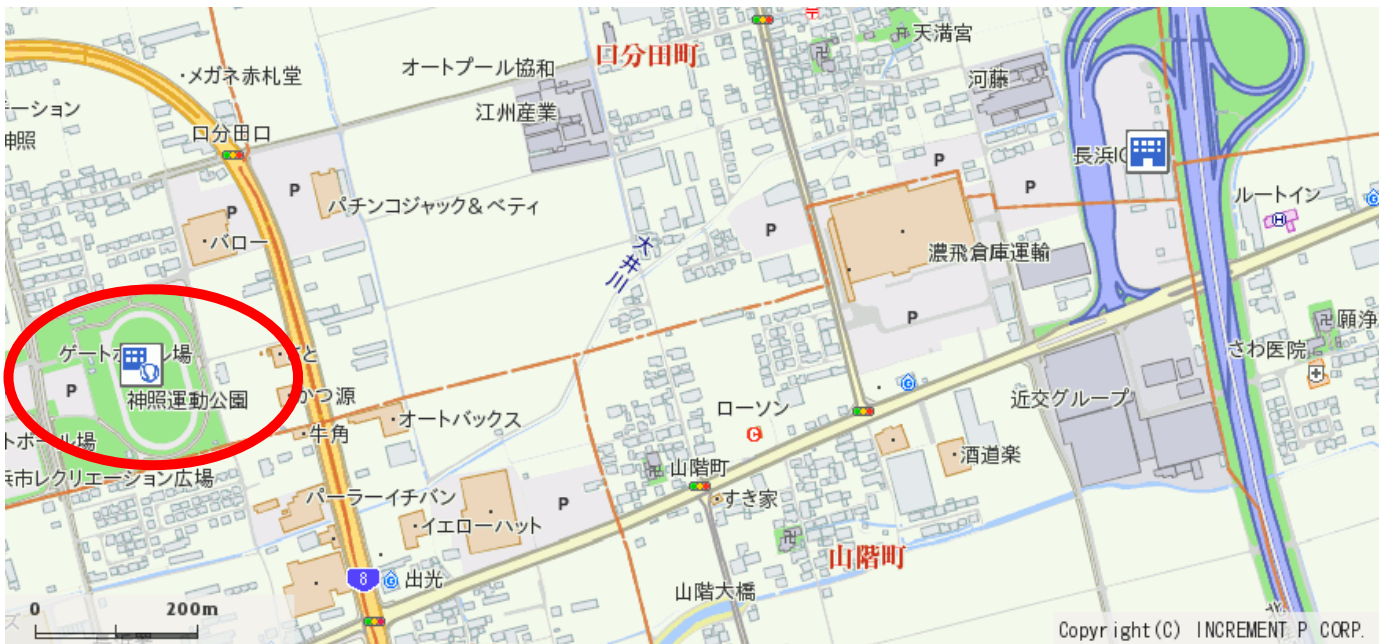 口分田町
天満宮
メガネ赤札堂
オートプール協和
河藤
江州産業
ーション
神照
口分田口
P
長浜IC
P
P
P
パチンコジャック&ベティ
ルートイン
H
バロー
大井川
P
濃飛倉庫運輸
P
願浄
さわ医院
ゲートボール場
P
神照運動公園
かつ源
ローソン
近交グループ
オートバックス
牛角
トボール場
酒道楽
浜市レクリエーション広場
山階町
パーラーイチバン
P
すき家
イエローハット
山階町
8
出光
山階大橋
0
200m
Copyright(C) INCREMENT P CORP.